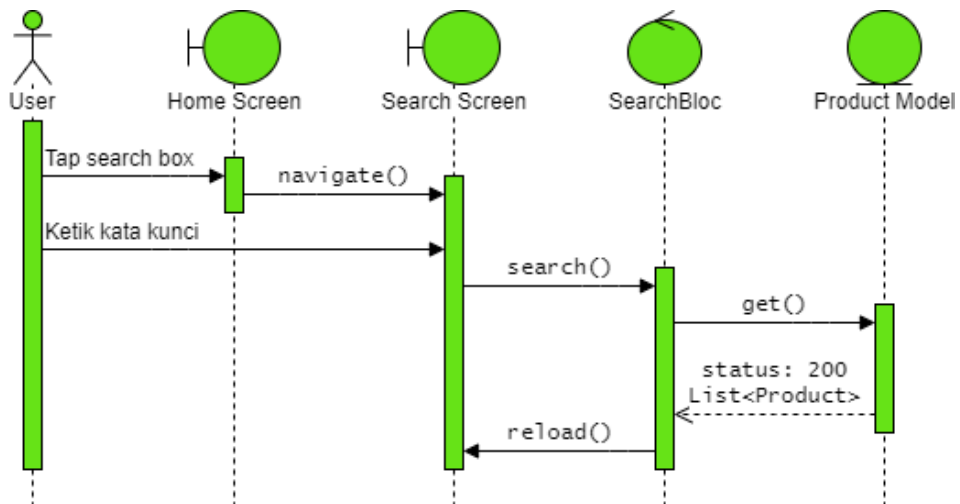 User
Home Screen
Search Screen
SearchBloc
Product Model
Tap search box
navigate()
Ketik kata kunci
search()
get()
status: 200
List<Product>
reload()